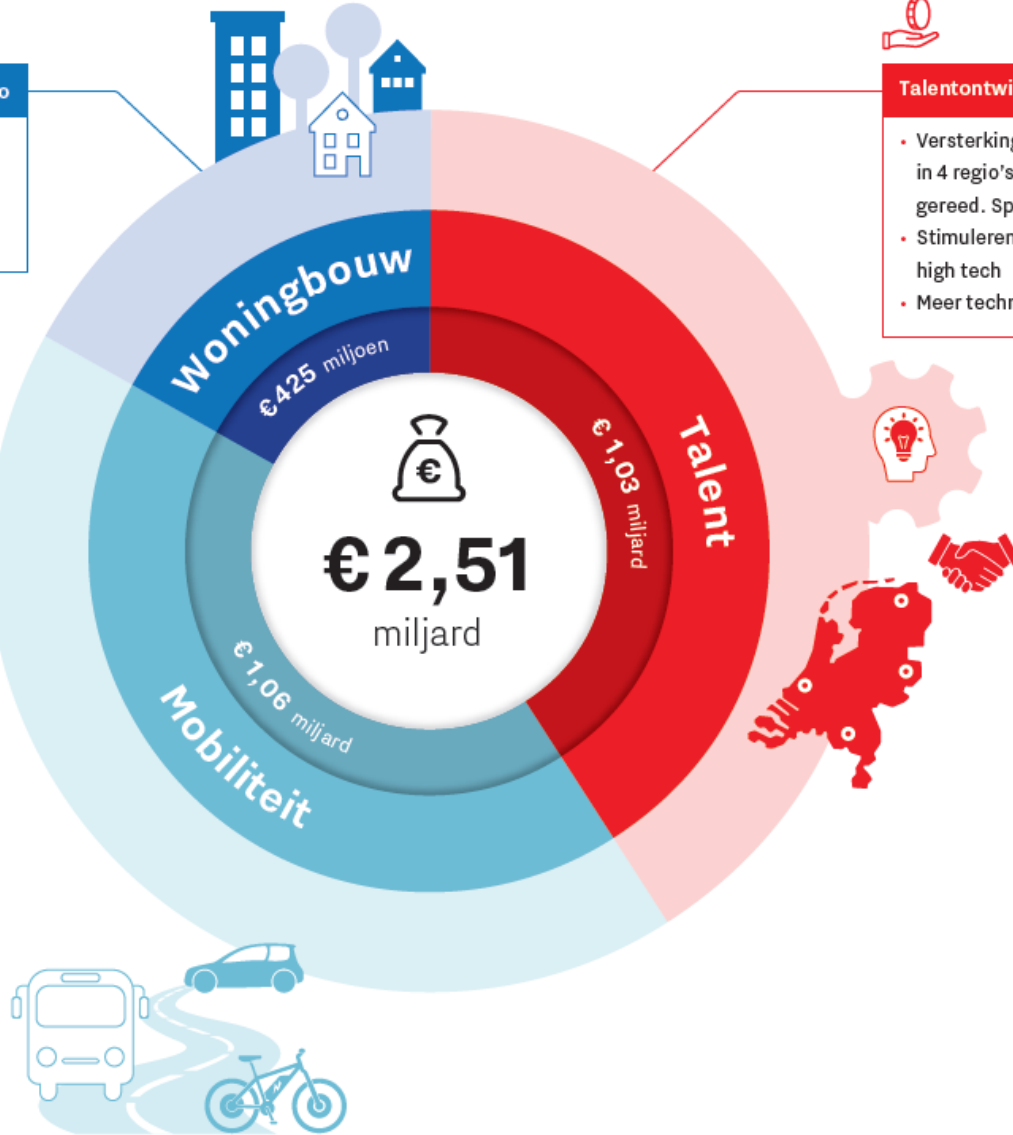 Talentontwi
• Versterking
in 4 regio's
gereed. Sp
• Stimuleren
high tech
• Meer techn
Woningbouw
€425 miljoen
Talent
€ 1,03 miljard
€
€ 2,51
miljard
Mobiliteit
€ 1,06 miljard